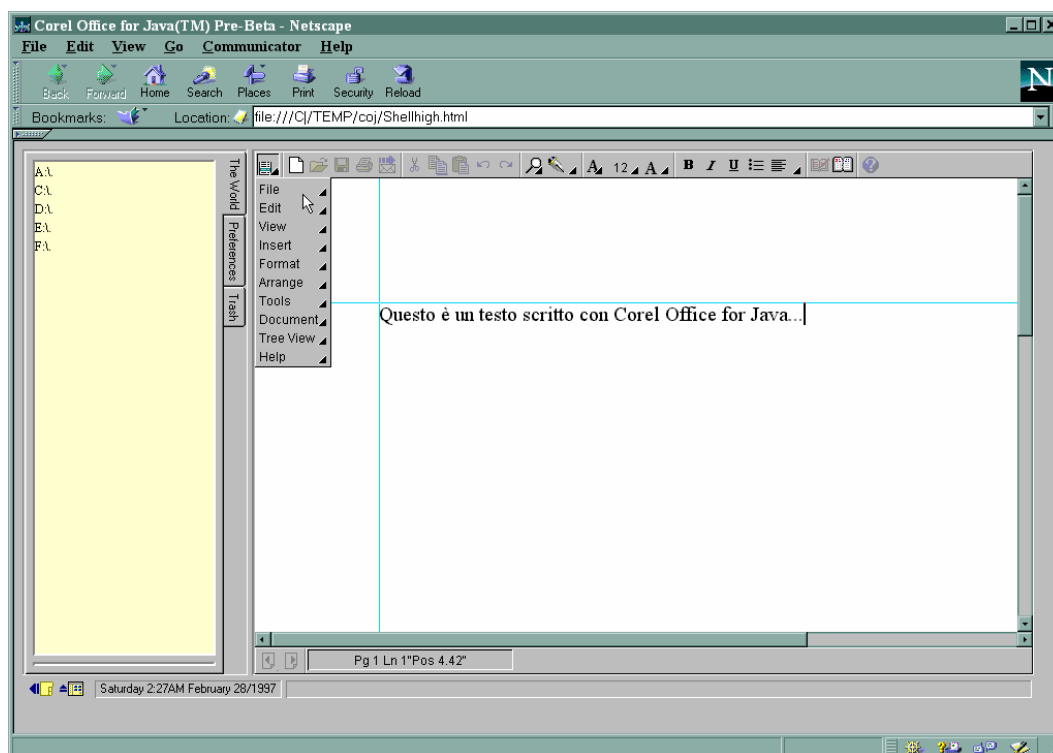 Corel Office for Java(TM) Pre-Beta - Netscape
File Edit View Go Communicator Help
Back Forward Home Search Places Print Security Reload
N
Bookmarks: Location: file:///C|/TEMP/coj/Shellhigh.html
A:\
C:\
D:\
E:\
F:\
The World
Preferences
Trash
12 A A B I U
File
Edit
View
Insert
Format
Arrange
Tools
Document
Tree View
Help
Questo è un testo scritto con Corel Office for Java...
Pg 1 Ln 1"Pos 4.42"
Saturday 2:27AM February 28/1997